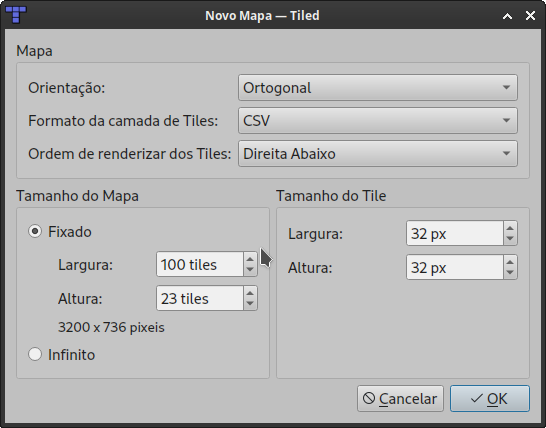 Novo Mapa — Tiled
Mapa
Orientação: Ortogonal
Formato da camada de Tiles: CSV
Ordem de renderizar dos Tiles: Direita Abaixo
Tamanho do Mapa
Fixado
Largura: 100 tiles
Altura: 23 tiles
3200 x 736 pixeis
Infinito
Tamanho do Tile
Largura: 32 px
Altura: 32 px
Cancelar
OK